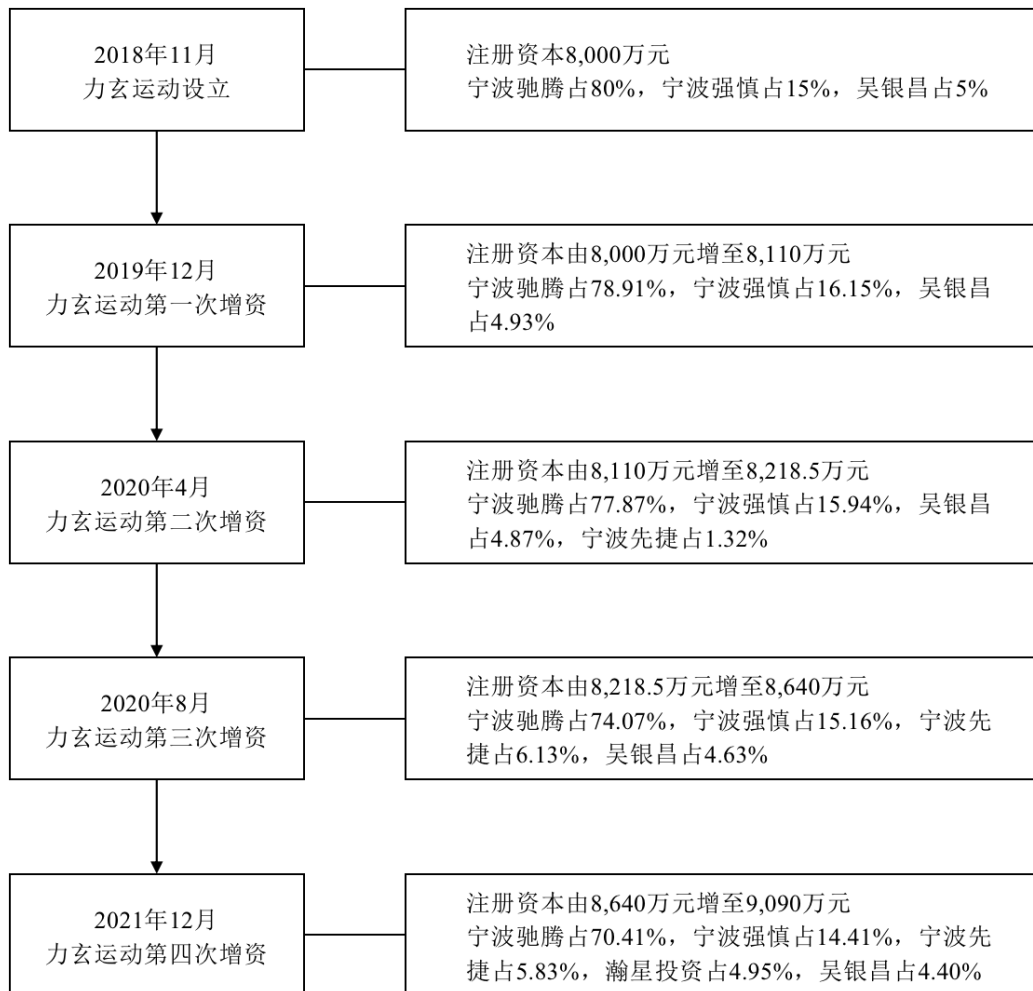 2018年11月
力玄运动设立
注册资本8,000万元
宁波驰腾占80%，宁波强慎占15%，吴银昌占5%
2019年12月
力玄运动第一次增资
注册资本由8,000万元增至8,110万元
宁波驰腾占78.91%，宁波强慎占16.15%，吴银昌
占4.93%
2020年4月
力玄运动第二次增资
注册资本由8,110万元增至8,218.5万元
宁波驰腾占77.87%，宁波强慎占15.94%，吴银昌
占4.87%，宁波先捷占1.32%
2020年8月
力玄运动第三次增资
注册资本由8,218.5万元增至8,640万元
宁波驰腾占74.07%，宁波强慎占15.16%，宁波先
捷占6.13%，吴银昌占4.63%
2021年12月
力玄运动第四次增资
注册资本由8,640万元增至9,090万元
宁波驰腾占70.41%，宁波强慎占14.41%，宁波先
捷占5.83%，瀚星投资占4.95%，吴银昌占4.40%